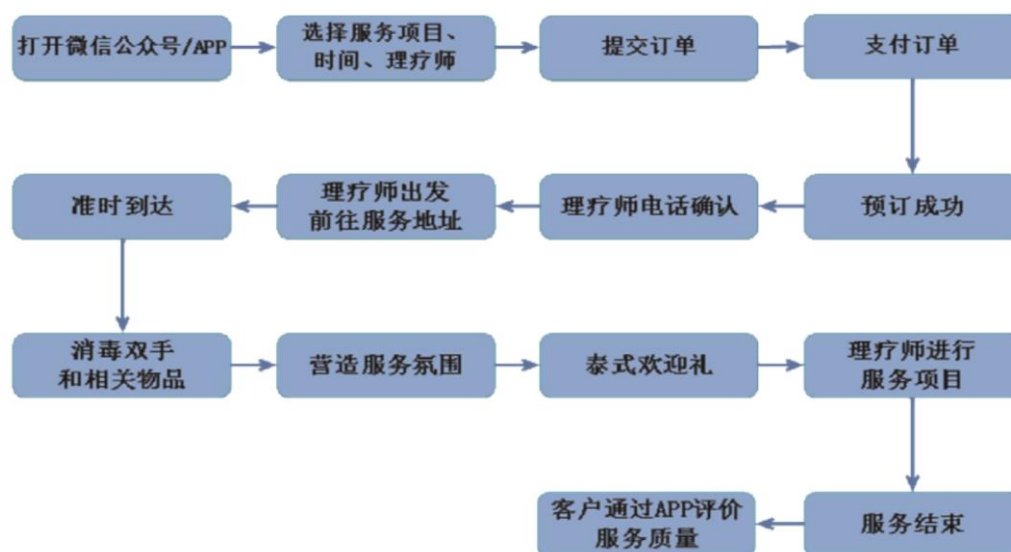 打开微信公众号/APP
选择服务项目、
时间、理疗师
提交订单
支付订单
预订成功
理疗师电话确认
理疗师出发
前往服务地址
准时到达
消毒双手
和相关物品
营造服务氛围
泰式欢迎礼
理疗师进行
服务项目
服务结束
客户通过APP评价
服务质量